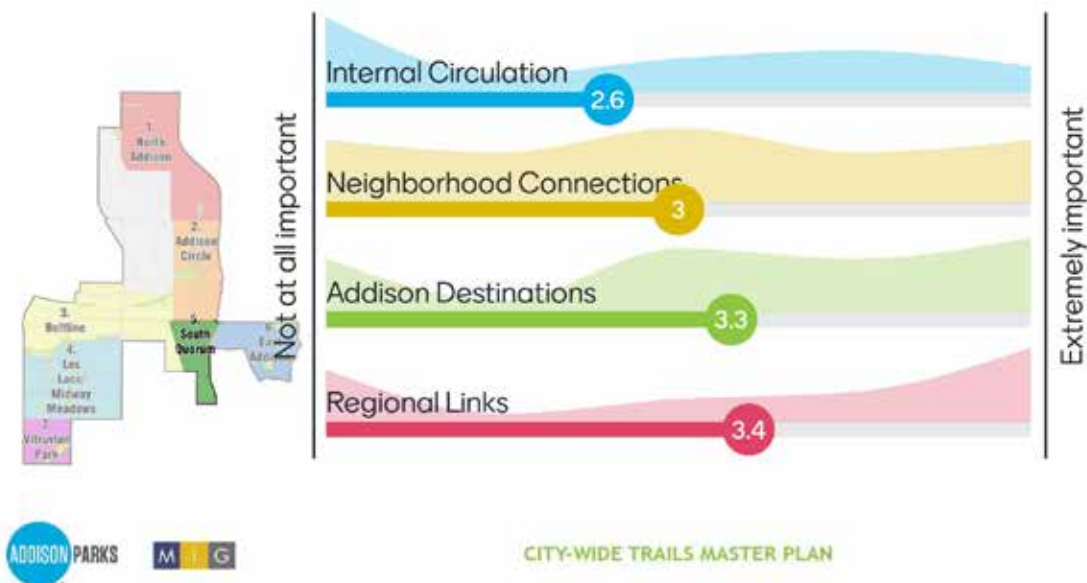 Not at all important
Internal Circulation
2.6
Neighborhood Connections
3
Addison Destinations
3.3
Regional Links
3.4
Extremely important
1.
North
Addison
2.
Addison
Circle
3.
Beltline
4.
Les
Lacs/
Midway
Meadows
5.
South
Quorum
7.
Vitruvian
Park
ADDISON PARKS
M I G
CITY-WIDE TRAILS MASTER PLAN